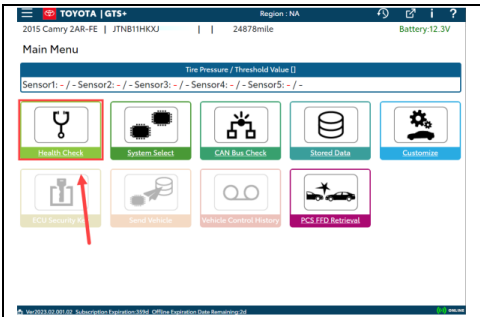 TOYOTA | GTS+ Region : NA i ?
2015 Camry 2AR-FE | JTNB11HKXJ | | 24878mile Battery:12.3V
Main Menu
Tire Pressure / Threshold Value []
Sensor1: - / - Sensor2: - / - Sensor3: - / - Sensor4: - / - Sensor5: - / -
Health Check System Select CAN Bus Check Stored Data Customize
ECU Security Key Send Vehicle Vehicle Control History PCS FFD Retrieval
Ver2023.02.001.02 Subscription Expiration:359d Offline Expiration Date Remaining:2d ONLINE